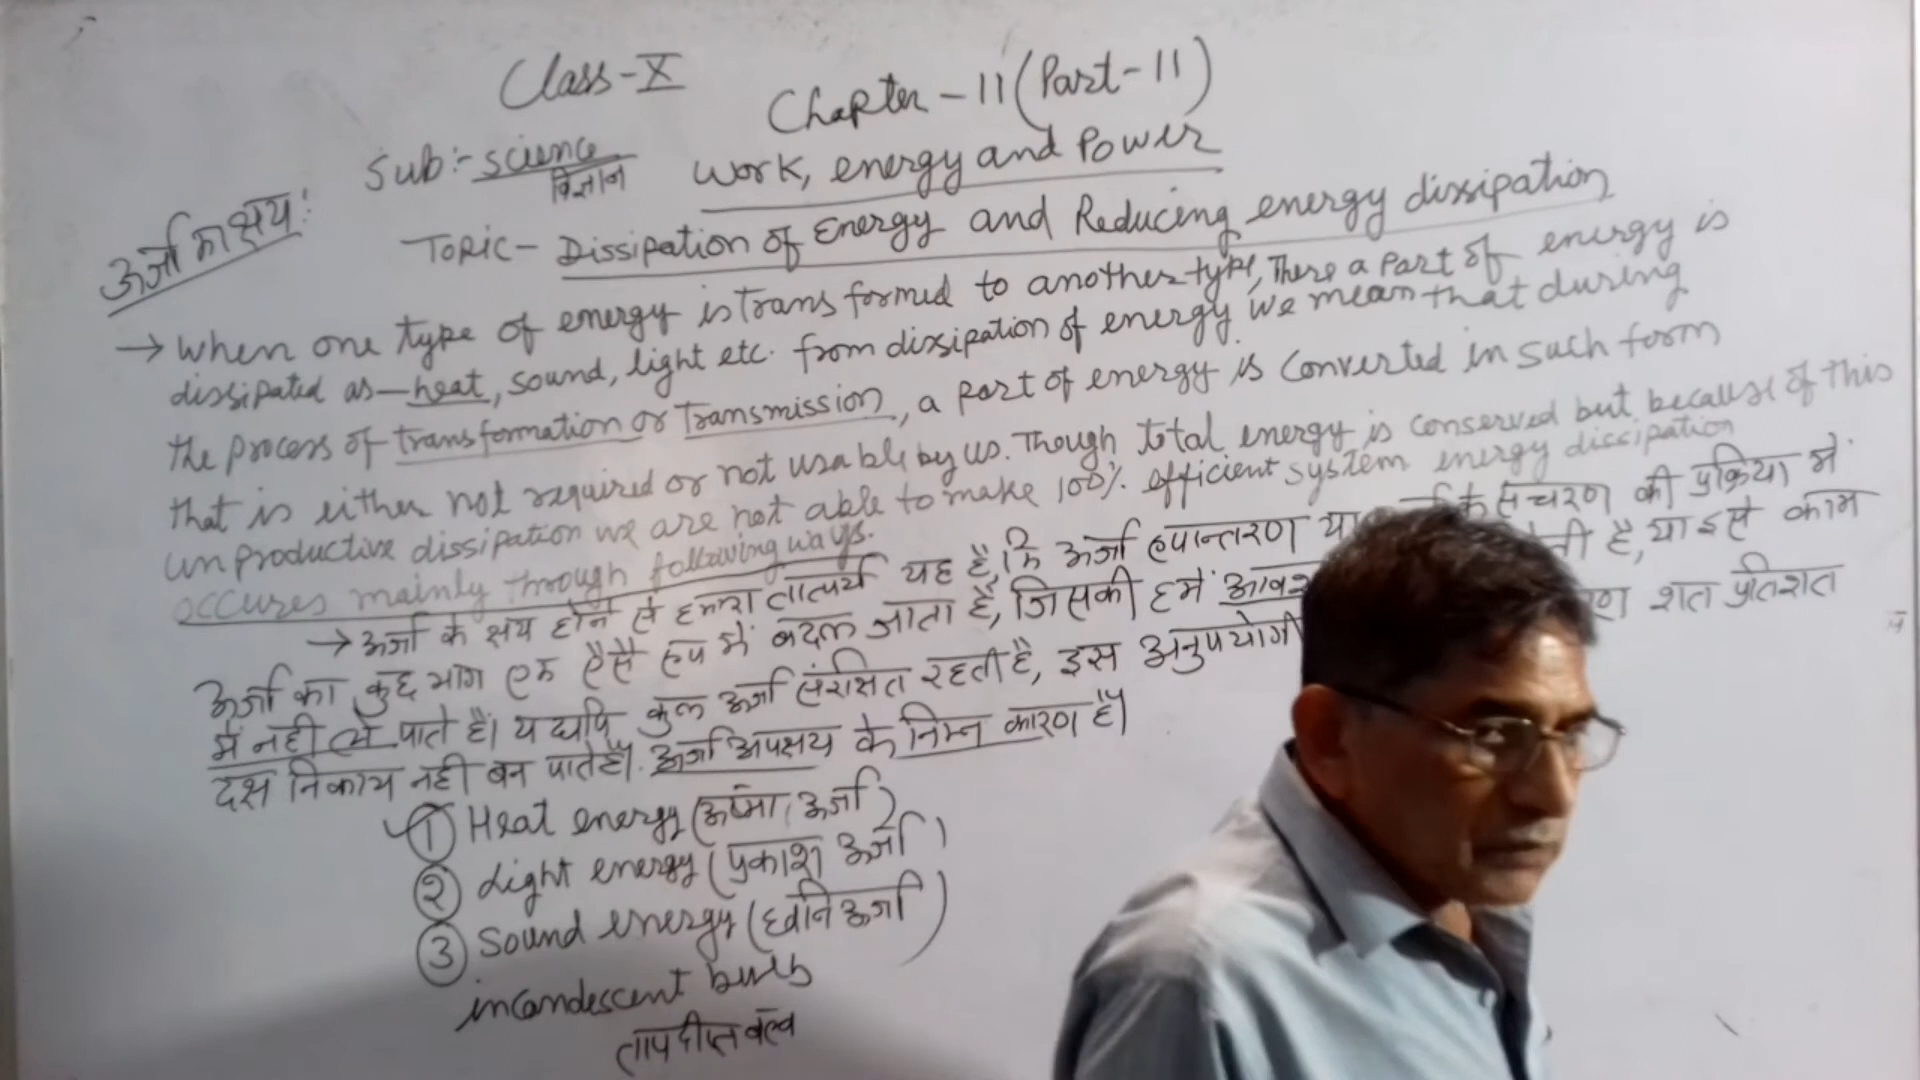 Class-X
Chapter - 11 (Part-11)
Sub:- Science
विज्ञान
Work, energy and Power
ऊर्जा का क्षय:
Topic - Dissipation of Energy and Reducing energy dissipation
→ When one type of energy is transformed to another type, There a part of energy is
dissipated as — heat, sound, light etc. from dissipation of energy we mean that during
the process of transformation or Transmission, a part of energy is converted in such form
that is either not required or not usable by us. Though total energy is conserved but because of this
unproductive dissipation we are not able to make 100% efficient system energy diccipation
occures mainly through following ways.
→ ऊर्जा के क्षय होने से हमारा तात्पर्य यह है, कि ऊर्जा रुपान्तरण या के संचरण की प्रक्रिया में
ऊर्जा का कुछ भाग एक ऐसे रुप में बदल जाता है, जिसकी हमें है, या इसे काम
में नहीं ले पाते हैं। यद्यपि कुल ऊर्जा संरक्षित रहती है, इस अनुपयोगी शत प्रतिशत
दक्ष निकाय नहीं बन पाते हैं। ऊर्जा अपक्षय के निम्न कारण है।
① Heat energy (ऊष्मा ऊर्जा)
② Light energy (प्रकाश ऊर्जा)
③ Sound energy (ध्वनि ऊर्जा)
incandescent bulb
तापदीप्त बल्ब